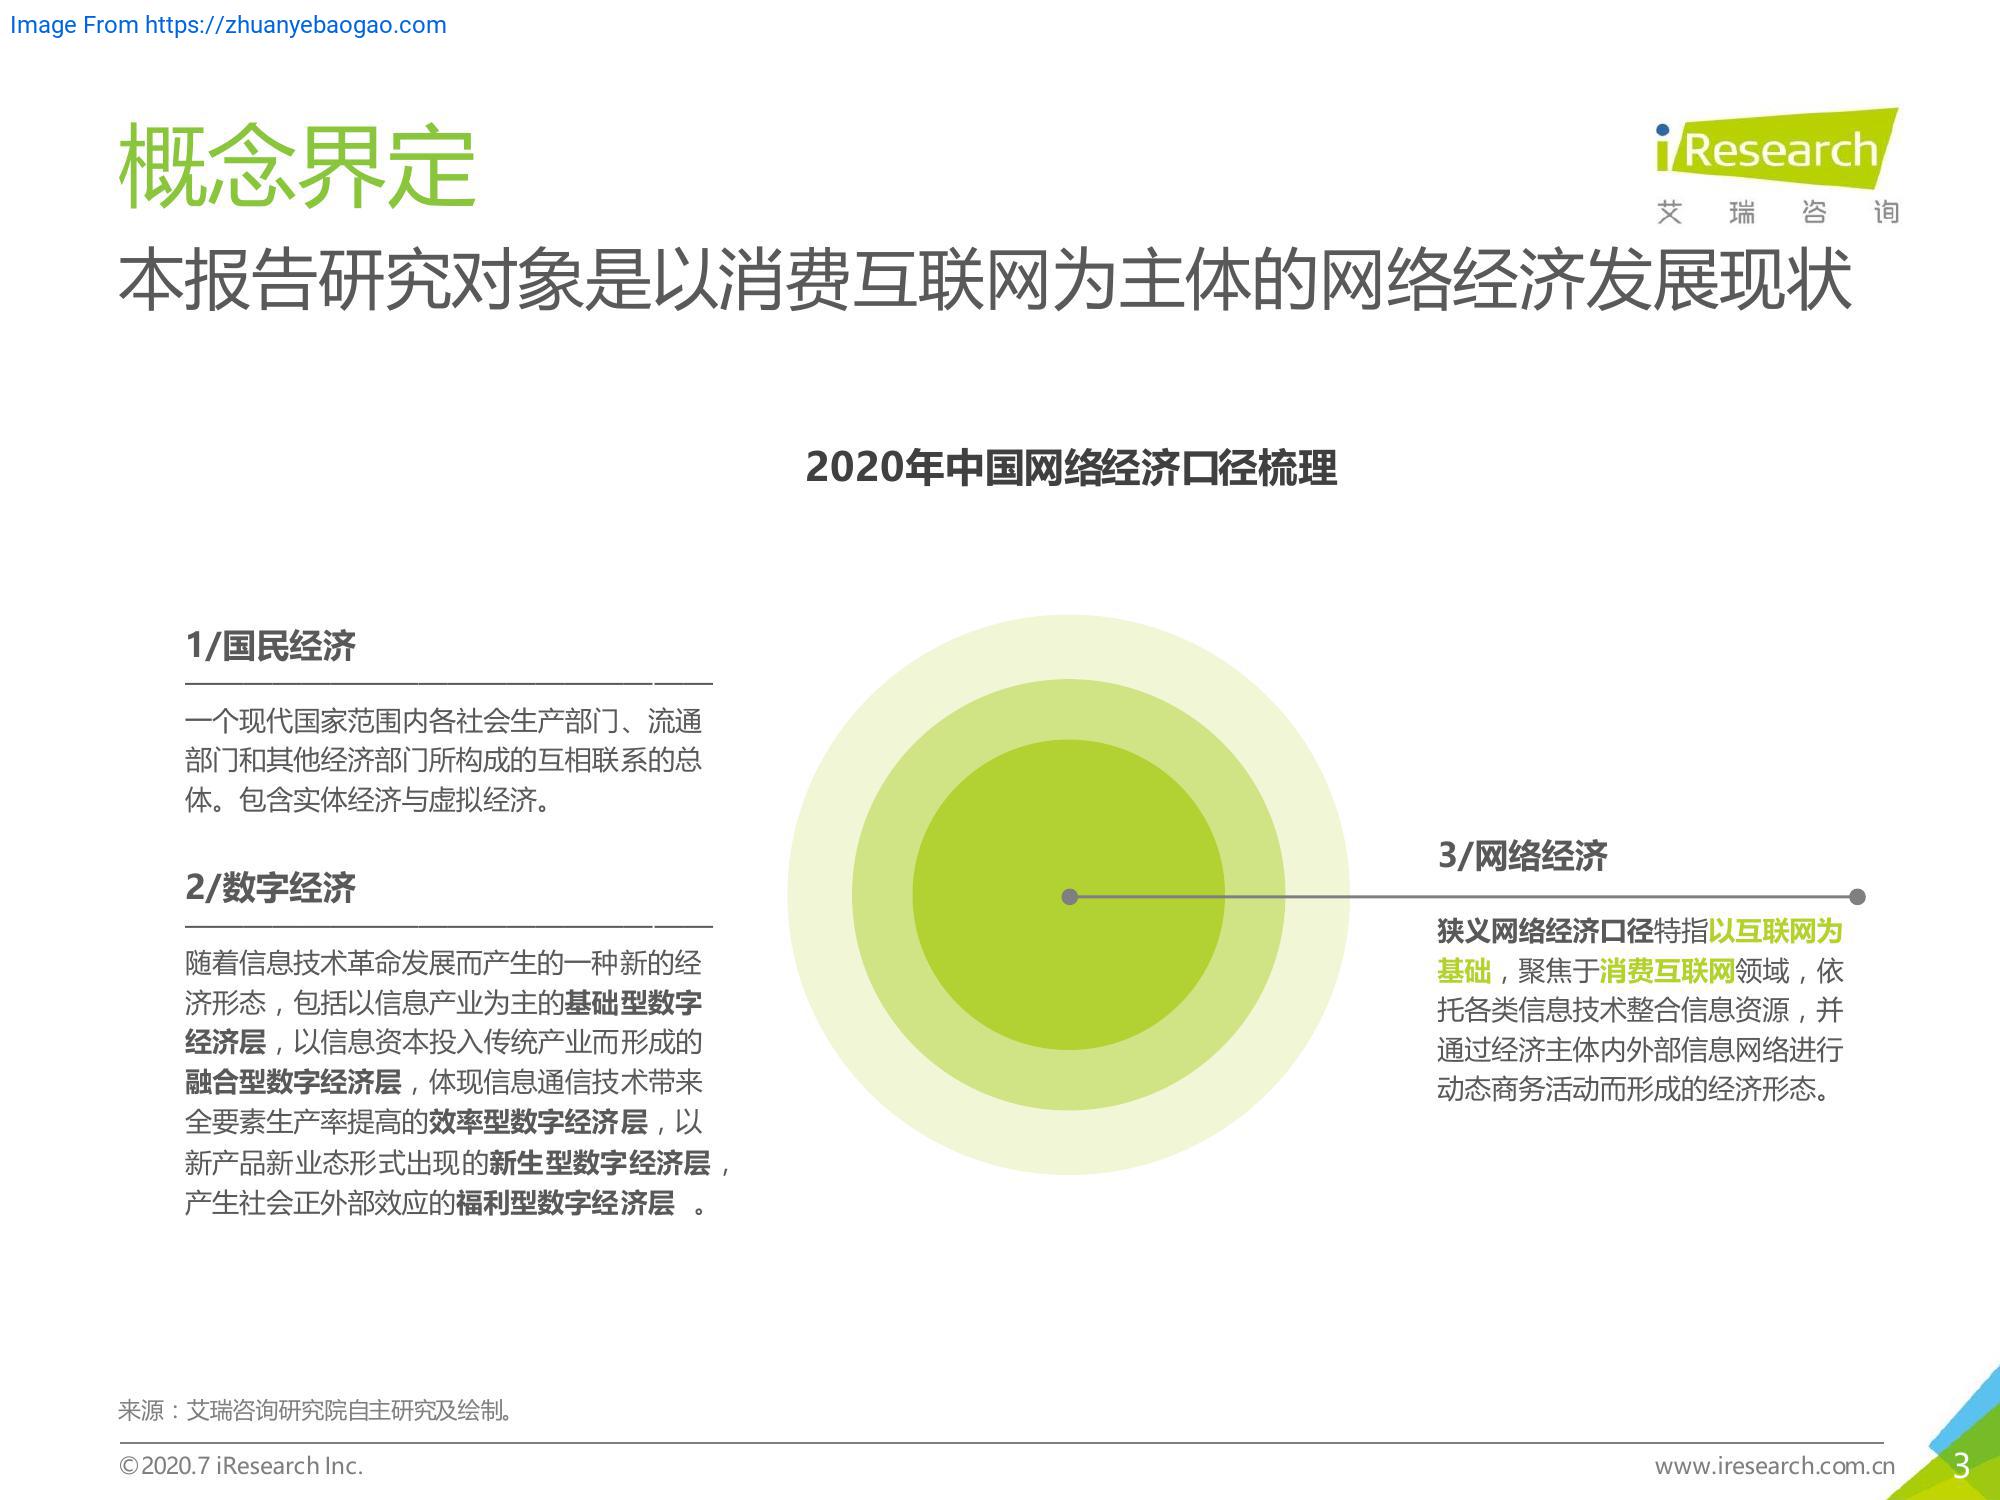 Image From https://zhuanyebaogao.com
概念界定
iResearch
艾瑞咨询
本报告研究对象是以消费互联网为主体的网络经济发展现状
2020年中国网络经济口径梳理
1/国民经济
一个现代国家范围内各社会生产部门、流通
部门和其他经济部门所构成的互相联系的总
体。包含实体经济与虚拟经济。
2/数字经济
随着信息技术革命发展而产生的一种新的经
济形态，包括以信息产业为主的基础型数字
经济层，以信息资本投入传统产业而形成的
融合型数字经济层，体现信息通信技术带来
全要素生产率提高的效率型数字经济层，以
新产品新业态形式出现的新生型数字经济层，
产生社会正外部效应的福利型数字经济层 。
3/网络经济
狭义网络经济口径特指以互联网为
基础，聚焦于消费互联网领域，依
托各类信息技术整合信息资源，并
通过经济主体内外部信息网络进行
动态商务活动而形成的经济形态。
来源：艾瑞咨询研究院自主研究及绘制。
©2020.7 iResearch Inc.
www.iresearch.com.cn
3